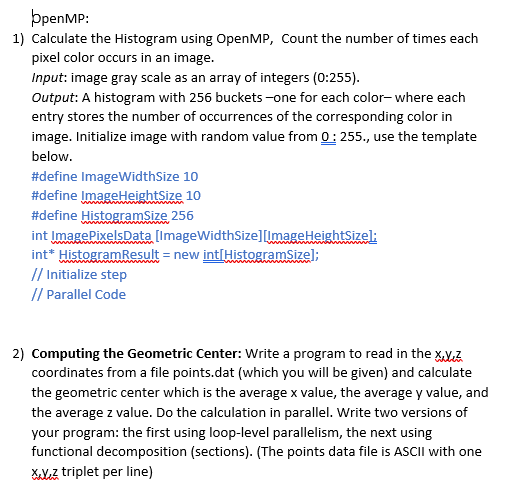 OpenMP:
1) Calculate the Histogram using OpenMP, Count the number of times each
pixel color occurs in an image.
Input: image gray scale as an array of integers (0:255).
Output: A histogram with 256 buckets –one for each color– where each
entry stores the number of occurrences of the corresponding color in
image. Initialize image with random value from 0 : 255., use the template
below.
#define ImageWidthSize 10
#define ImageHeightSize 10
#define HistogramSize 256
int ImagePixelsData [ImageWidthSize][ImageHeightSize];
int* HistogramResult = new int[HistogramSize];
// Initialize step
// Parallel Code
2) Computing the Geometric Center: Write a program to read in the x,y,z
coordinates from a file points.dat (which you will be given) and calculate
the geometric center which is the average x value, the average y value, and
the average z value. Do the calculation in parallel. Write two versions of
your program: the first using loop-level parallelism, the next using
functional decomposition (sections). (The points data file is ASCII with one
x,y,z triplet per line)